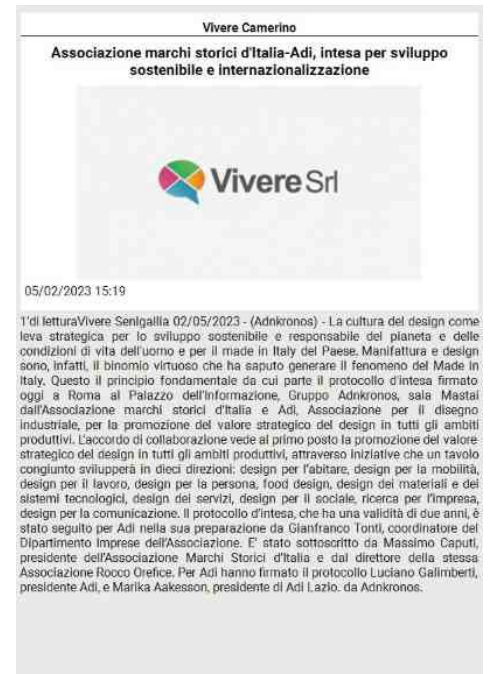 Vivere Camerino
Associazione marchi storici d'Italia-Adi, intesa per sviluppo
sostenibile e internazionalizzazione
Vivere Srl
05/02/2023 15:19
1'di letturaVivere Senigallia 02/05/2023 - (Adnkronos) - La cultura del design come
leva strategica per lo sviluppo sostenibile e responsabile del pianeta e delle
condizioni di vita dell'uomo e per il made in Italy del Paese. Manifattura e design
sono, infatti, il binomio virtuoso che ha saputo generare il fenomeno del Made in
Italy. Questo il principio fondamentale da cui parte il protocollo d'intesa firmato
oggi a Roma al Palazzo dell'Informazione, Gruppo Adnkronos, sala Mastai
dall'Associazione marchi storici d'Italia e Adi, Associazione per il disegno
industriale, per la promozione del valore strategico del design in tutti gli ambiti
produttivi. L'accordo di collaborazione vede al primo posto la promozione del valore
strategico del design in tutti gli ambiti produttivi, attraverso iniziative che un tavolo
congiunto svilupperà in dieci direzioni: design per l'abitare, design per la mobilità,
design per il lavoro, design per la persona, food design, design dei materiali e dei
sistemi tecnologici, design dei servizi, design per il sociale, ricerca per l'impresa,
design per la comunicazione. Il protocollo d'intesa, che ha una validità di due anni, è
stato seguito per Adi nella sua preparazione da Gianfranco Tonti, coordinatore del
Dipartimento Imprese dell'Associazione. E' stato sottoscritto da Massimo Caputi,
presidente dell'Associazione Marchi Storici d'Italia e dal direttore della stessa
Associazione Rocco Orefice. Per Adi hanno firmato il protocollo Luciano Galimberti,
presidente Adi, e Marika Aakesson, presidente di Adi Lazio. da Adnkronos.